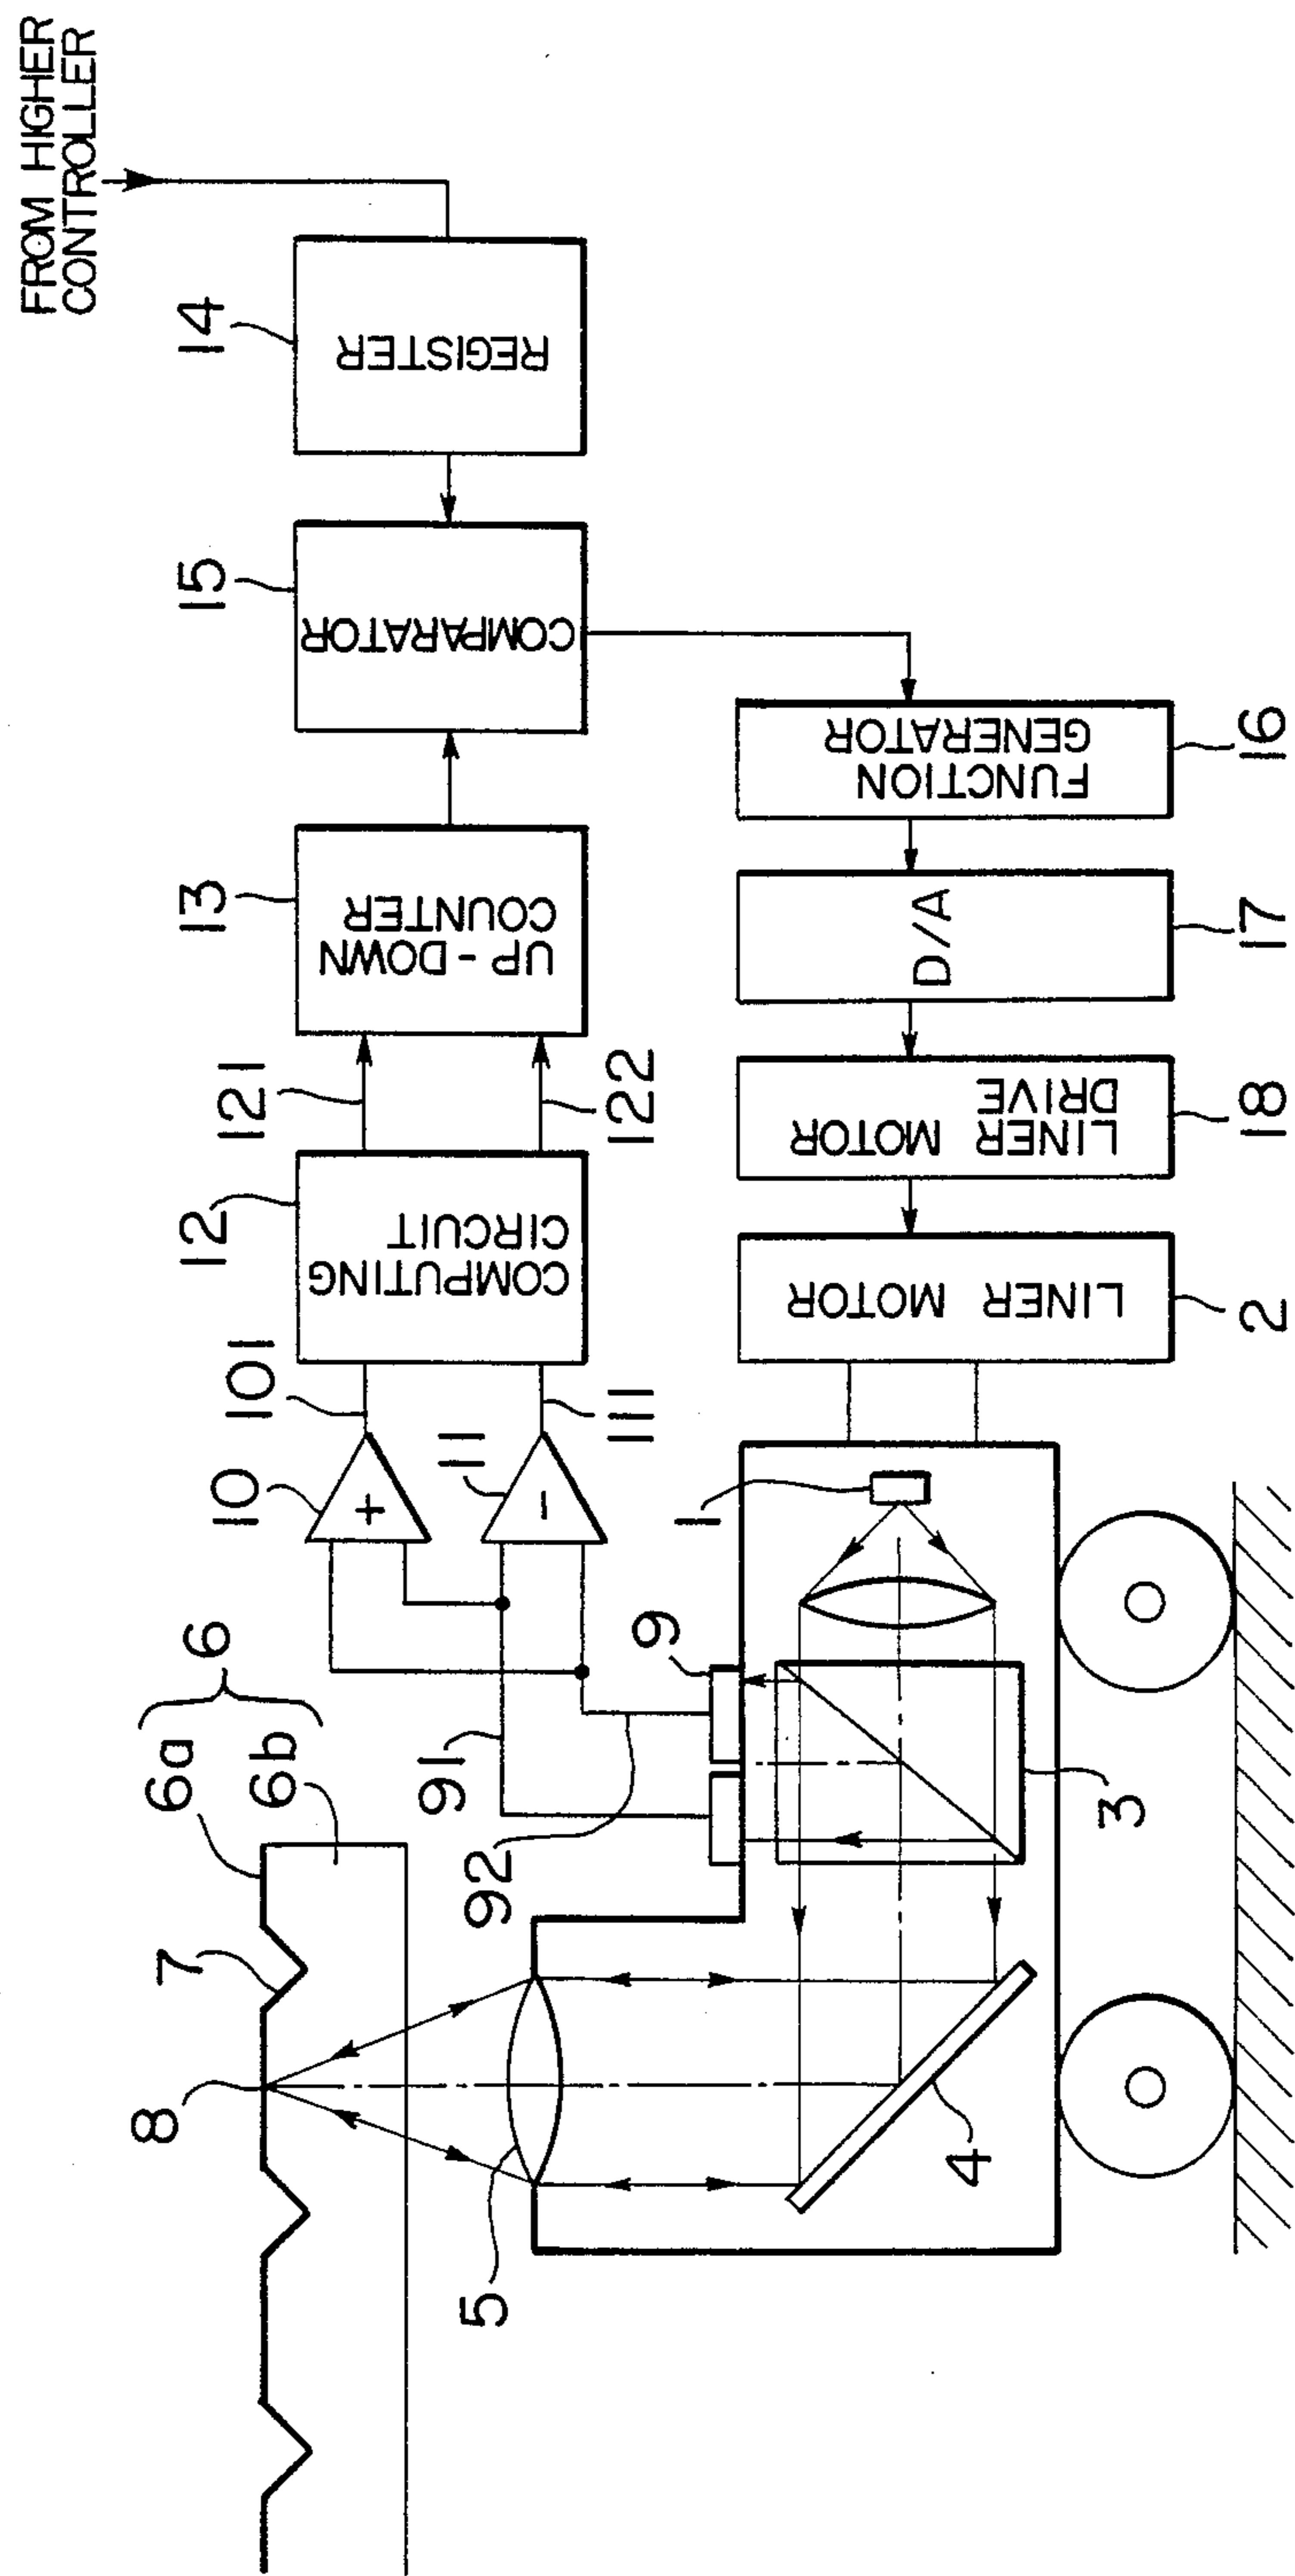 FROM HIGHER
CONTROLLER
14
REGISTER
15
COMPARATOR
13
UP-DOWN
COUNTER
121
122
12
COMPUTING
CIRCUIT
101
111
10
+
11
−
16
FUNCTION
GENERATOR
17
D/A
18
LINER MOTOR
DRIVE
2
LINER MOTOR
1
9
3
91
92
6
6a
6b
7
8
5
4